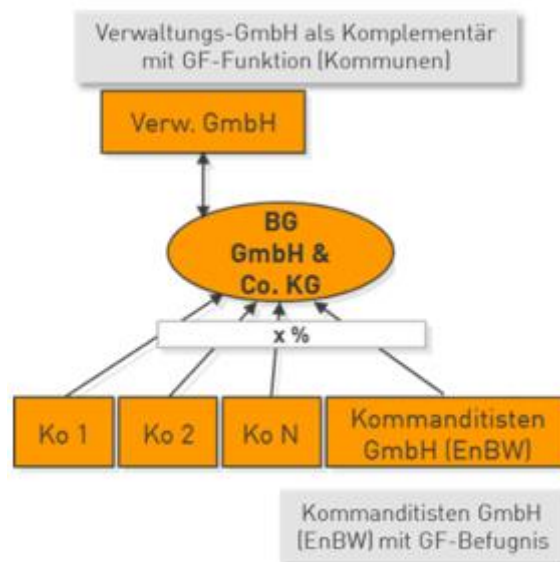 Verwaltungs-GmbH als Komplementär
mit GF-Funktion (Kommunen)
Verw. GmbH
BG
GmbH &
Co. KG
x %
Ko 1
Ko 2
Ko N
Kommanditisten
GmbH (EnBW)
Kommanditisten GmbH
(EnBW) mit GF-Befugnis